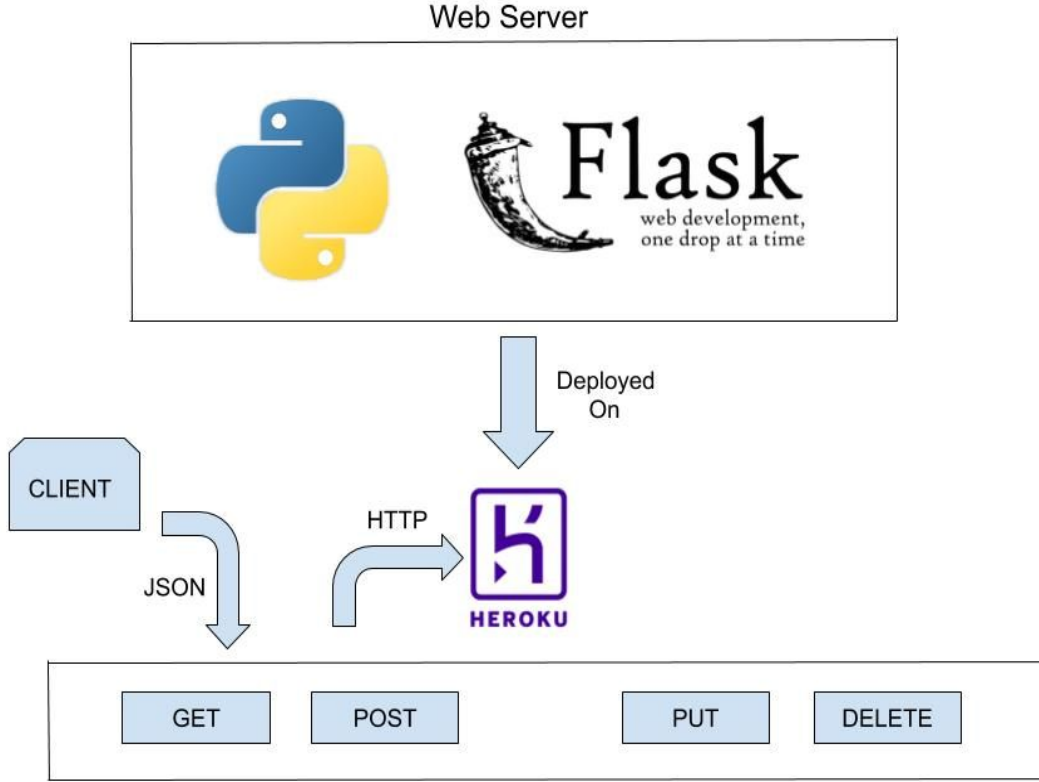 Web Server
Flask
web development,
one drop at a time
Deployed
On
CLIENT
HTTP
JSON
HEROKU
GET
POST
PUT
DELETE